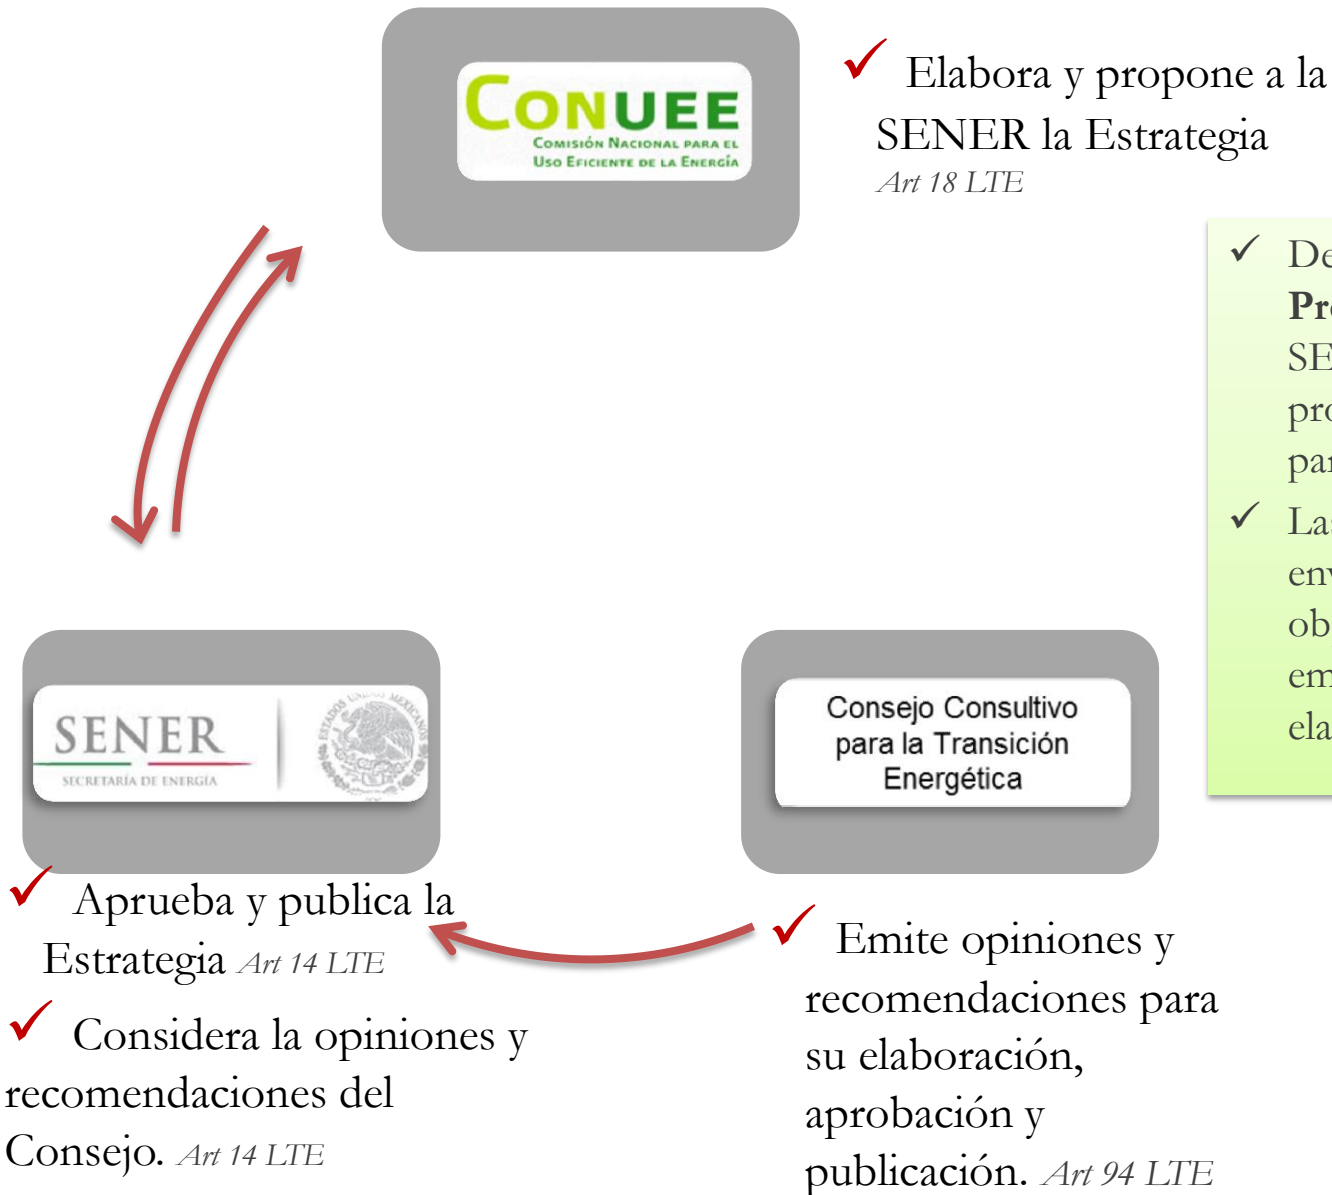 CONUEE
COMISIÓN NACIONAL PARA EL
USO EFICIENTE DE LA ENERGÍA
✓ Elabora y propone a la
SENER la Estrategia
Art 18 LTE
✓
✓
SENER
SECRETARÍA DE ENERGÍA
ESTADOS UNIDOS MEXICANOS
Consejo Consultivo
para la Transición
Energética
✓ Aprueba y publica la
Estrategia Art 14 LTE
✓ Considera la opiniones y
recomendaciones del
Consejo. Art 14 LTE
✓ Emite opiniones y
recomendaciones para
su elaboración,
aprobación y
publicación. Art 94 LTE